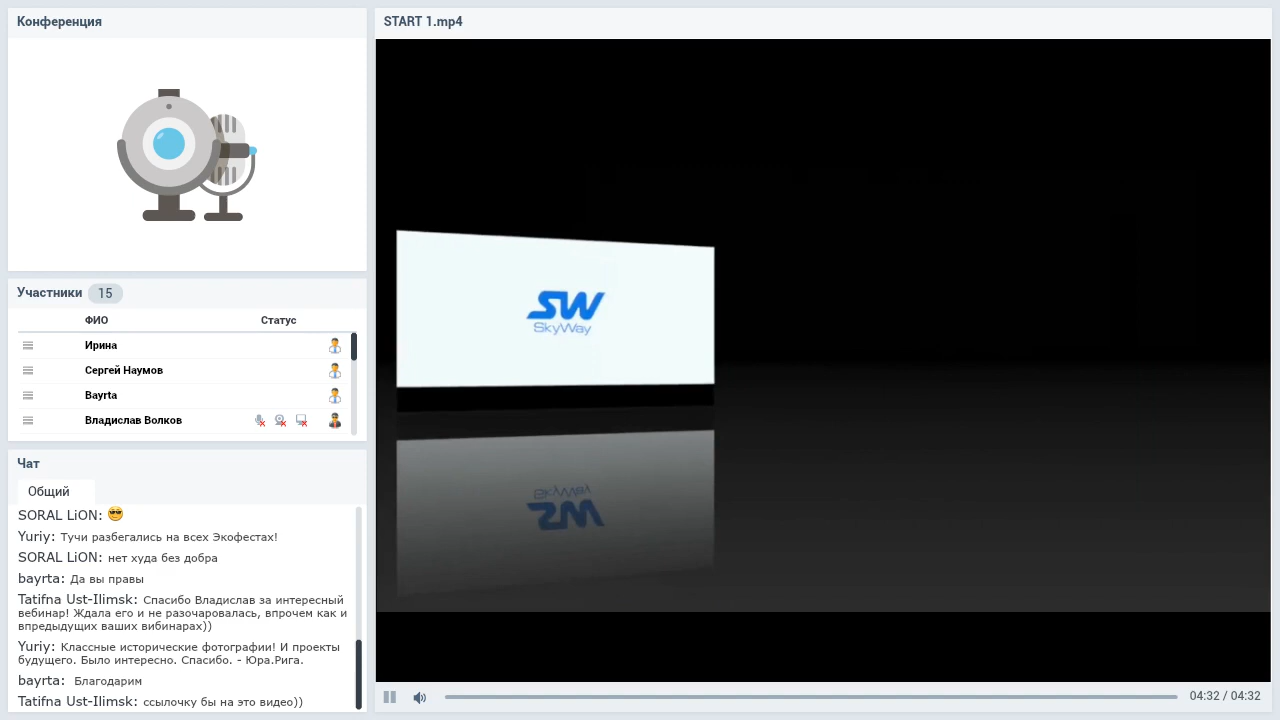 Конференция
START 1.mp4
SW
SkyWay
SkyWay
SW
Участники 15
ФИО Статус
Ирина
Сергей Наумов
Bayrta
Владислав Волков
Чат
Общий
SORAL LiON:
Yuriy: Тучи разбегались на всех Экофестах!
SORAL LiON: нет худа без добра
bayrta: Да вы правы
Tatifna Ust-Ilimsk: Спасибо Владислав за интересный
вебинар! Ждала его и не разочаровалась, впрочем как и
впредыдущих ваших вибинарах))
Yuriy: Классные исторические фотографии! И проекты
будущего. Было интересно. Спасибо. - Юра.Рига.
bayrta: Благодарим
Tatifna Ust-Ilimsk: ссылочку бы на это видео))
04:32 / 04:32